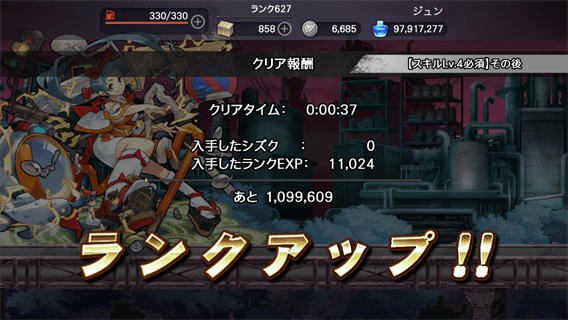 330/330
ランク627
858
6,685
ジュン
97,917,277
クリア報酬
【スキルLv.4必須】その後
クリアタイム： 0:00:37
入手したシズク ： 0
入手したランクEXP： 11,024
あと 1,099,609
ランクアップ!!